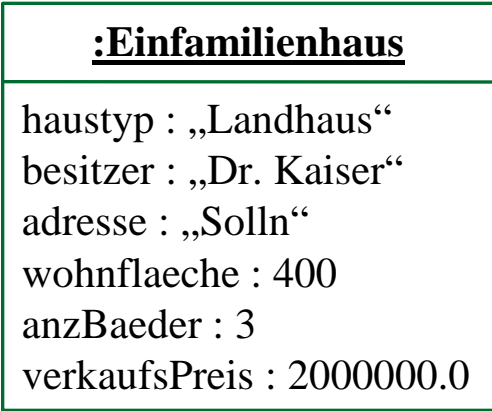 :Einfamilienhaus
haustyp : „Landhaus“
besitzer : „Dr. Kaiser“
adresse : „Solln“
wohnflaeche : 400
anzBaeder : 3
verkaufsPreis : 2000000.0